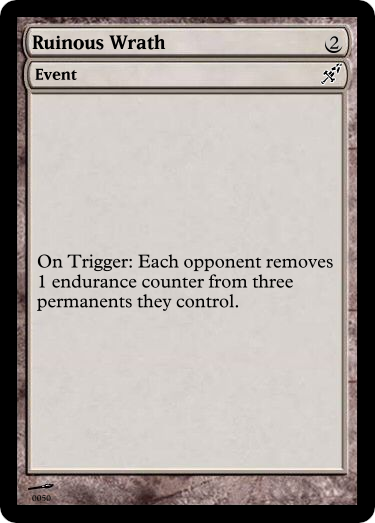 Ruinous Wrath 2
Event
On Trigger: Each opponent removes
1 endurance counter from three
permanents they control.
0050